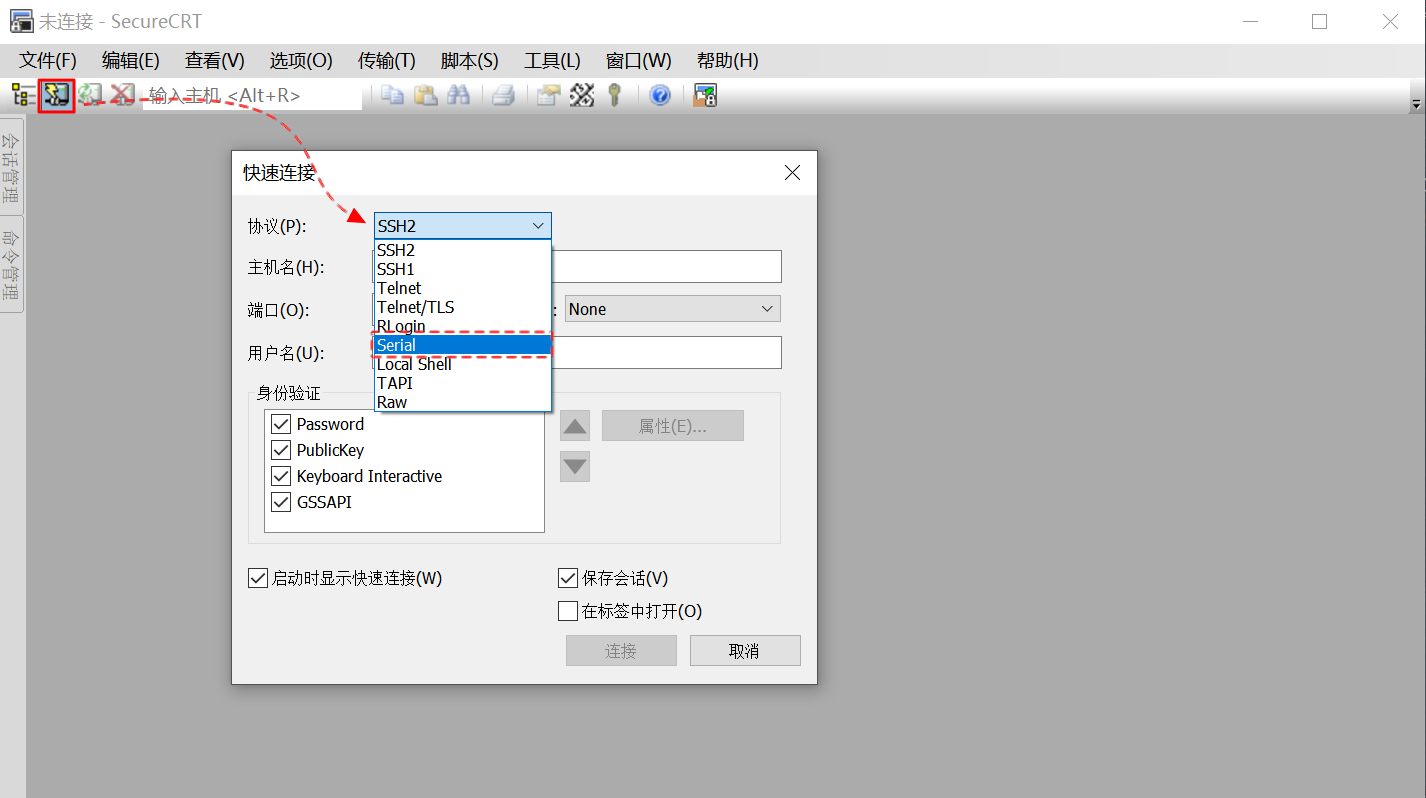 未连接 - SecureCRT
文件(F) 编辑(E) 查看(V) 选项(O) 传输(T) 脚本(S) 工具(L) 窗口(W) 帮助(H)
输入主机 <Alt+R>
会话管理
命令管理
快速连接
协议(P): SSH2
SSH2
主机名(H):
SSH1
Telnet
端口(O): Telnet/TLS : None
RLogin
用户名(U): Serial
Local Shell
TAPI
身份验证
Raw
Password
属性(E)...
PublicKey
Keyboard Interactive
GSSAPI
启动时显示快速连接(W) 保存会话(V)
在标签中打开(O)
连接 取消